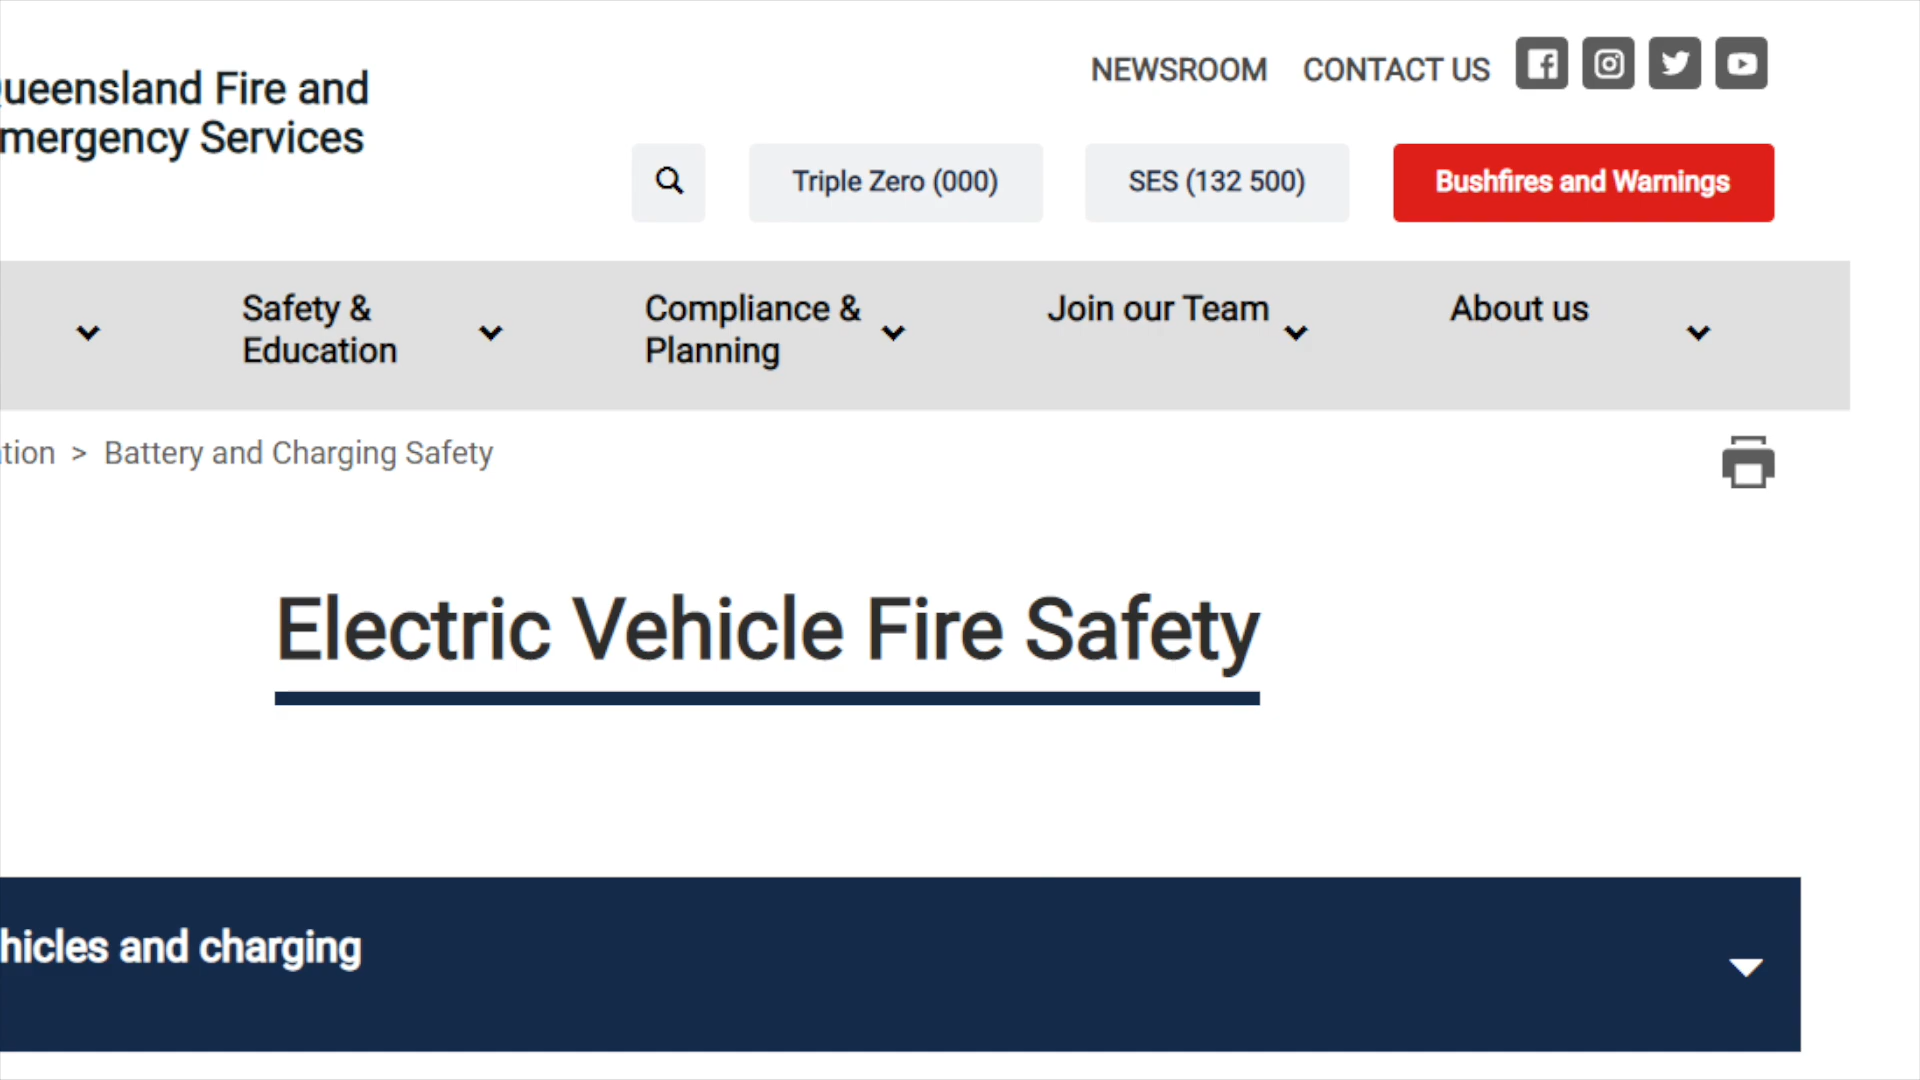 ueensland Fire and
mergency Services
NEWSROOM CONTACT US
Triple Zero (000) SES (132 500) Bushfires and Warnings
Safety &
Education
Compliance &
Planning
Join our Team
About us
tion > Battery and Charging Safety
Electric Vehicle Fire Safety
hicles and charging